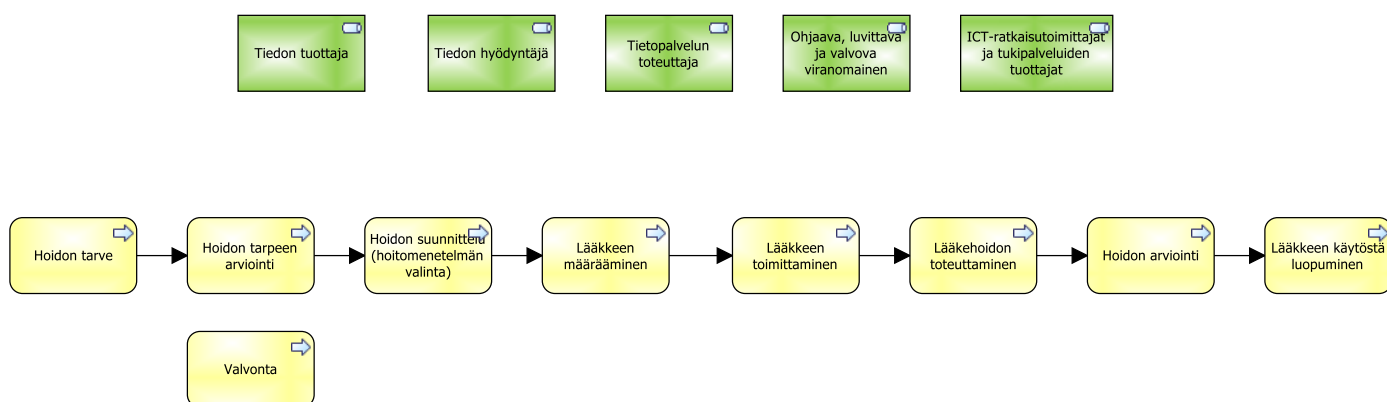 Tiedon tuottaja
Tiedon hyödyntäjä
Tietopalvelun
toteuttaja
Ohjaava, luvittava
ja valvova
viranomainen
ICT-ratkaisutoimittajat
ja tukipalveluiden
tuottajat
Hoidon tarve
Hoidon tarpeen
arviointi
Hoidon suunnittelu
(hoitomenetelmän
valinta)
Lääkkeen
määrääminen
Lääkkeen
toimittaminen
Lääkehoidon
toteuttaminen
Hoidon arviointi
Lääkkeen käytöstä
luopuminen
Valvonta